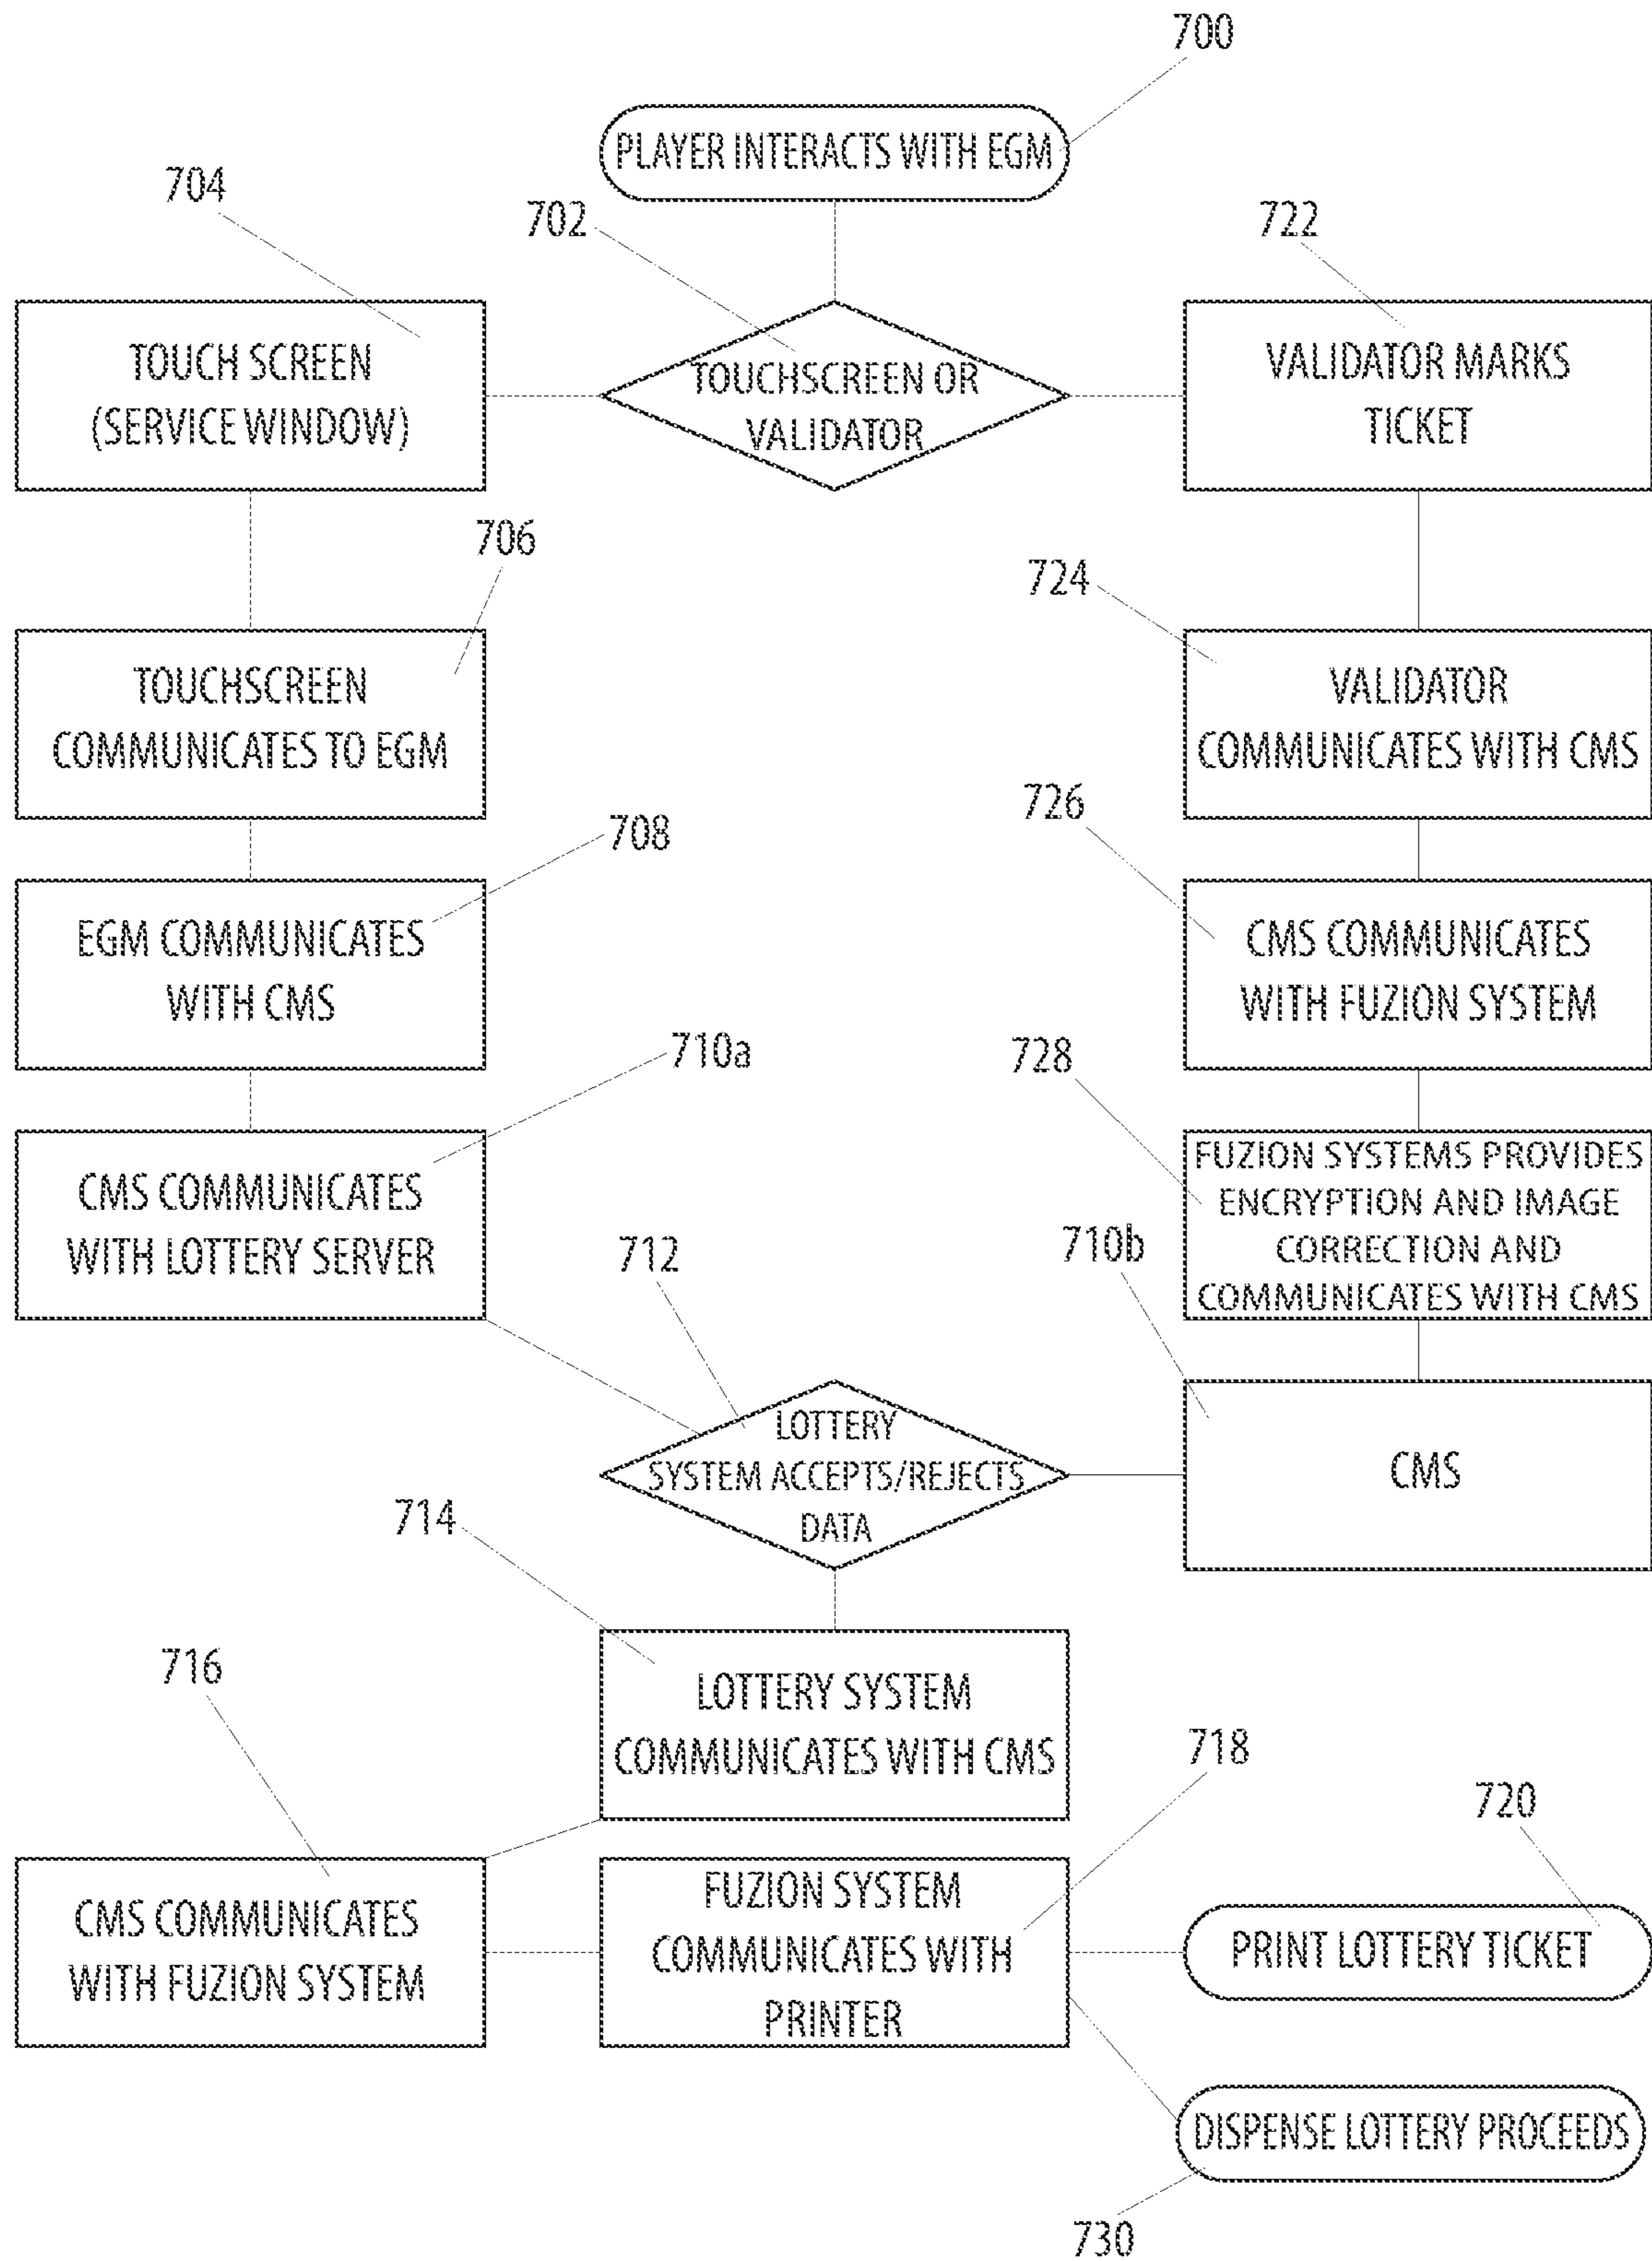 700
PLAYER INTERACTS WITH EGM
704
702
722
TOUCH SCREEN
(SERVICE WINDOW)
TOUCHSCREEN OR
VALIDATOR
VALIDATOR MARKS
TICKET
706
724
TOUCHSCREEN
COMMUNICATES TO EGM
VALIDATOR
COMMUNICATES WITH CMS
708
726
EGM COMMUNICATES
WITH CMS
CMS COMMUNICATES
WITH FUZION SYSTEM
710a
728
CMS COMMUNICATES
WITH LOTTERY SERVER
FUZION SYSTEMS PROVIDES
ENCRYPTION AND IMAGE
CORRECTION AND
COMMUNICATES WITH CMS
712
710b
LOTTERY
SYSTEM ACCEPTS/REJECTS
DATA
CMS
714
LOTTERY SYSTEM
COMMUNICATES WITH CMS
716
718
720
CMS COMMUNICATES
WITH FUZION SYSTEM
FUZION SYSTEM
COMMUNICATES WITH
PRINTER
PRINT LOTTERY TICKET
DISPENSE LOTTERY PROCEEDS
730